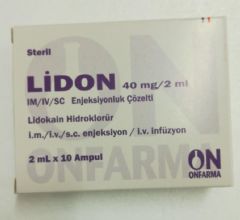 Steril
LİDON 40 mg/2 ml
IM/IV/SC Enjeksiyonluk Çözelti
Lidokain Hidroklorür
i.m./i.v./s.c. enjeksiyon / i.v. infüzyon
2 mL x 10 Ampul
ON
ONFARMA